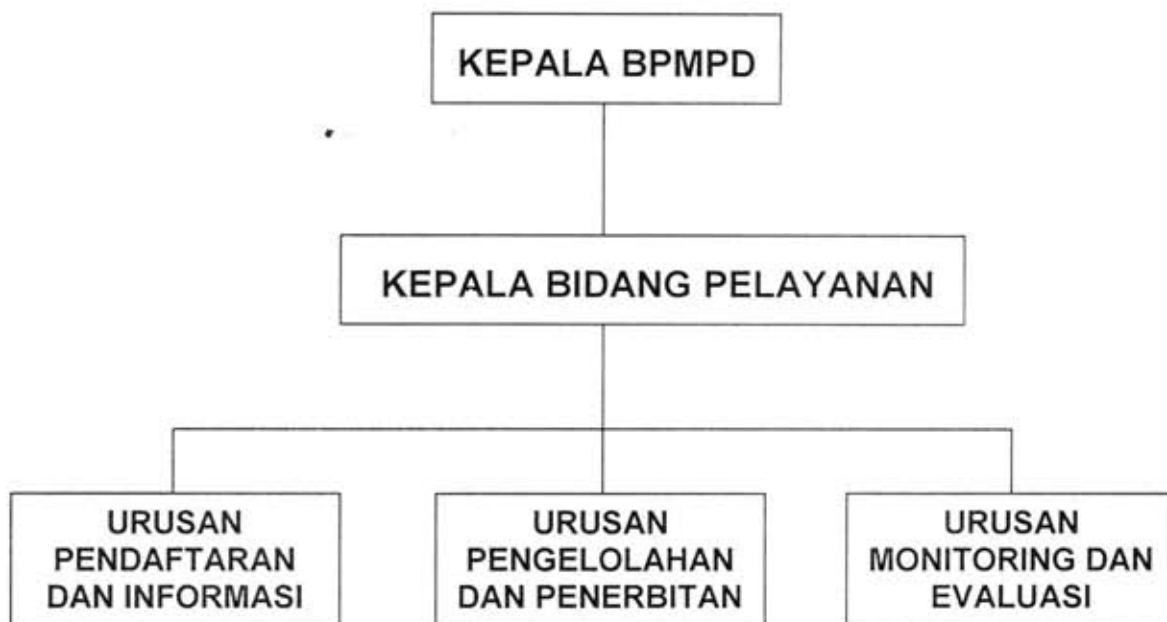 KEPALA BPMPD
KEPALA BIDANG PELAYANAN
URUSAN
PENDAFTARAN
DAN INFORMASI
URUSAN
PENGELOLAHAN
DAN PENERBITAN
URUSAN
MONITORING DAN
EVALUASI